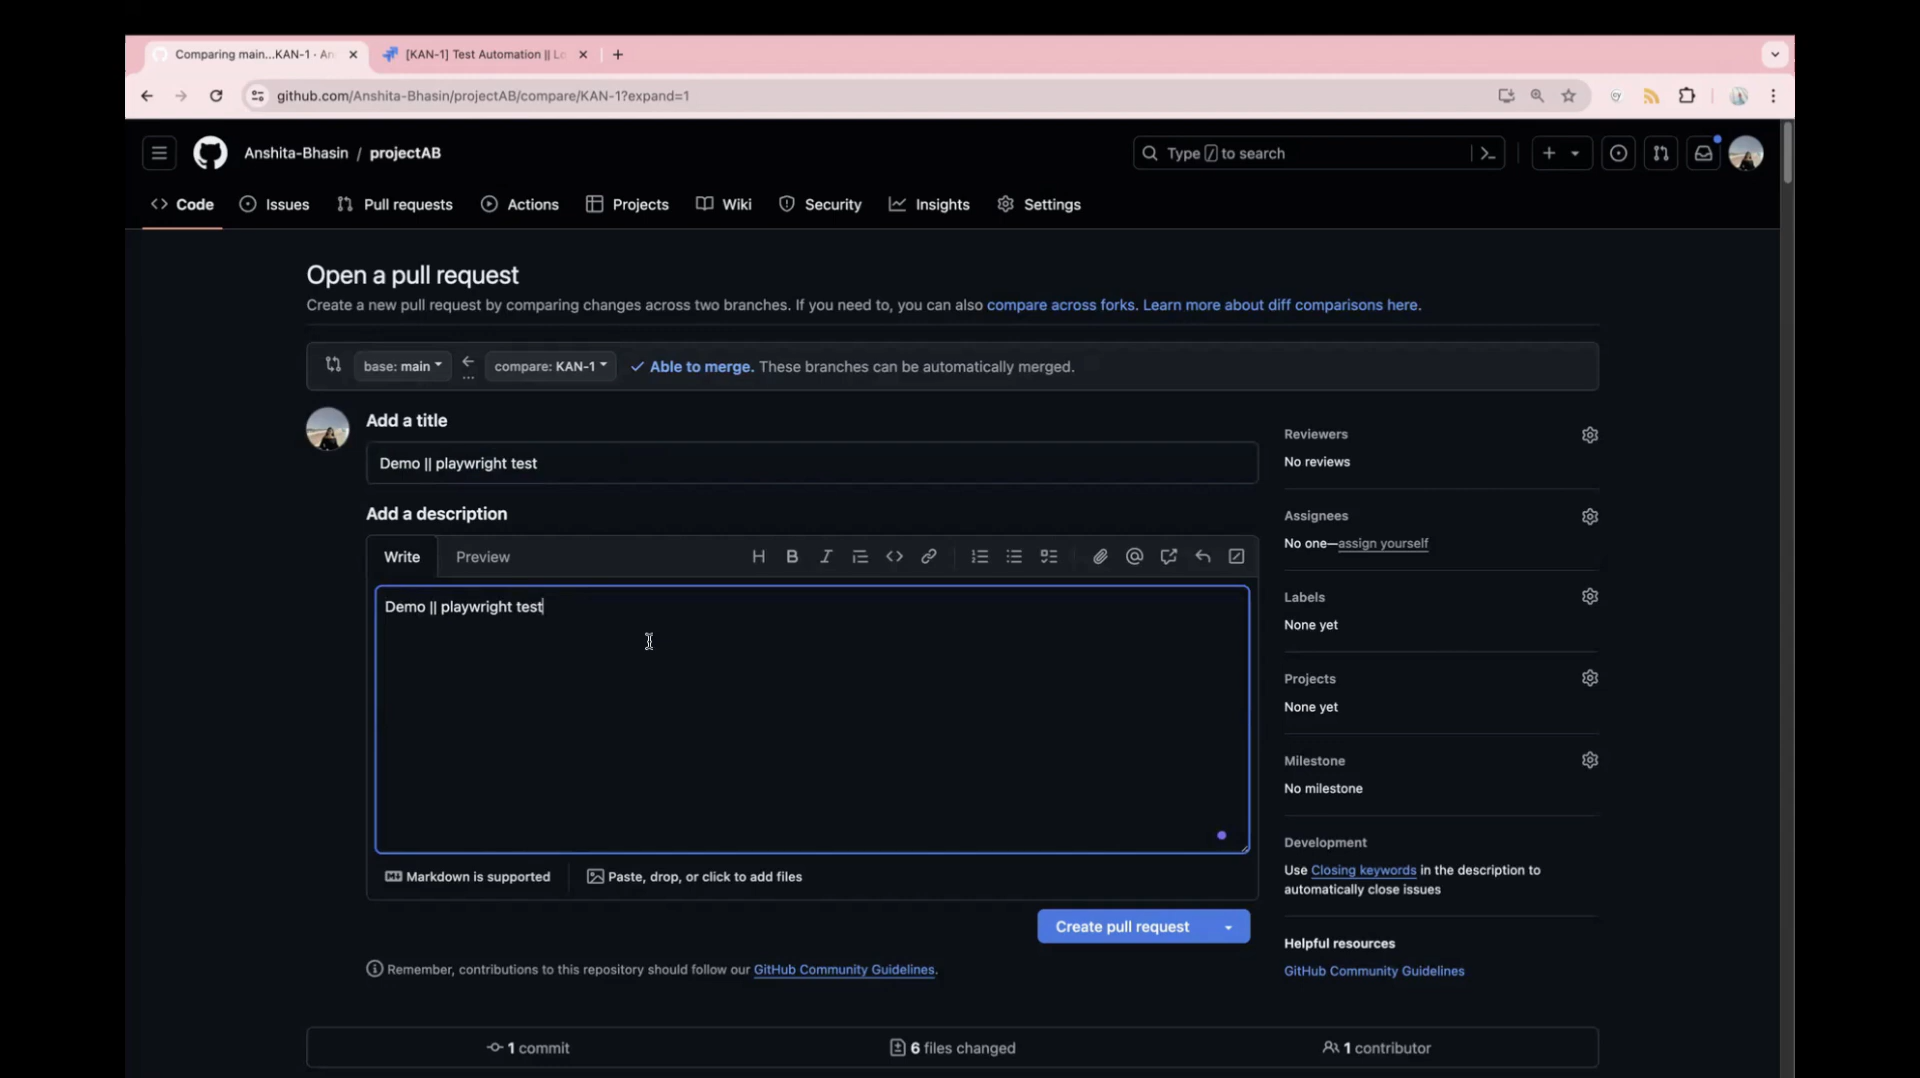 Comparing main...KAN-1 · An
[KAN-1] Test Automation || Lo
github.com/Anshita-Bhasin/projectAB/compare/KAN-1?expand=1
Anshita-Bhasin / projectAB
Type / to search
Code
Issues
Pull requests
Actions
Projects
Wiki
Security
Insights
Settings
Open a pull request
Create a new pull request by comparing changes across two branches. If you need to, you can also compare across forks. Learn more about diff comparisons here.
base: main
compare: KAN-1
Able to merge. These branches can be automatically merged.
Add a title
Demo || playwright test
Add a description
Write
Preview
Demo || playwright test
Markdown is supported
Paste, drop, or click to add files
Create pull request
Remember, contributions to this repository should follow our GitHub Community Guidelines.
Reviewers
No reviews
Assignees
No one—assign yourself
Labels
None yet
Projects
None yet
Milestone
No milestone
Development
Use Closing keywords in the description to
automatically close issues
Helpful resources
GitHub Community Guidelines
1 commit
6 files changed
1 contributor